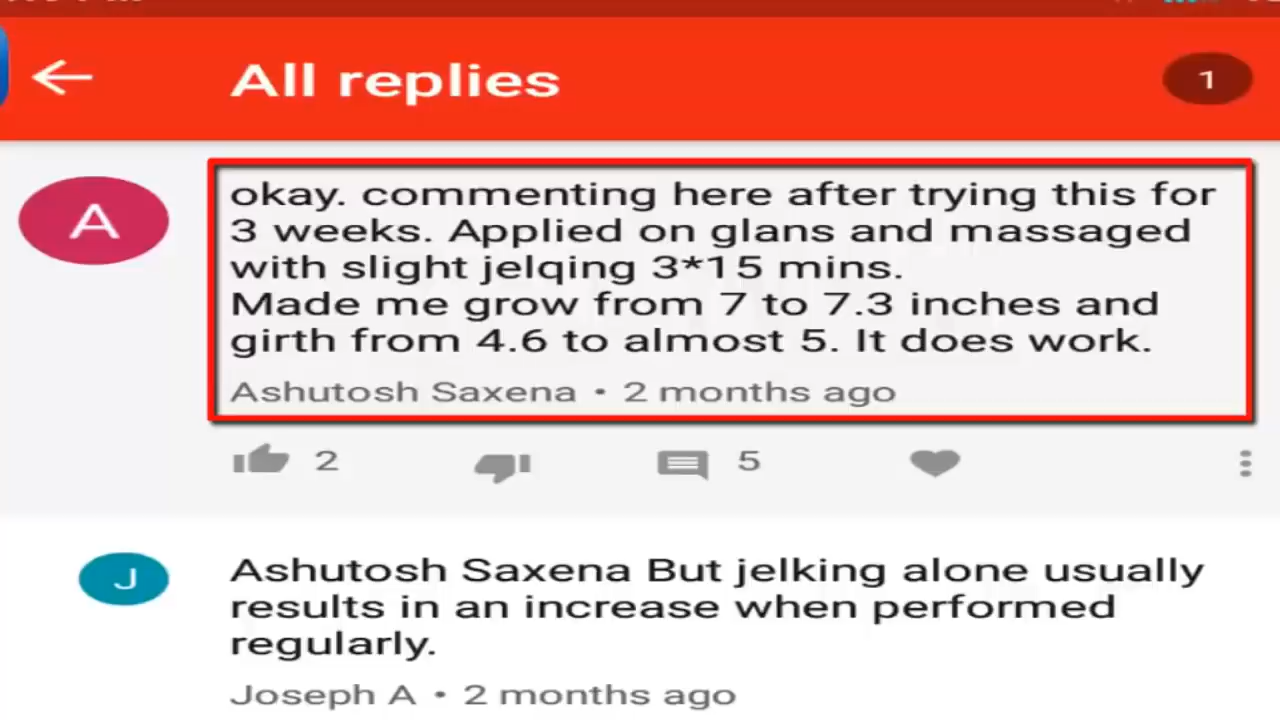 All replies
1
A
okay. commenting here after trying this for
3 weeks. Applied on glans and massaged
with slight jelqing 3*15 mins.
Made me grow from 7 to 7.3 inches and
girth from 4.6 to almost 5. It does work.
Ashutosh Saxena • 2 months ago
2
5
J
Ashutosh Saxena But jelking alone usually
results in an increase when performed
regularly.
Joseph A • 2 months ago